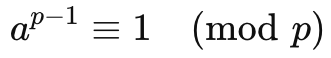 a^{p-1} ≡ 1 (mod p)